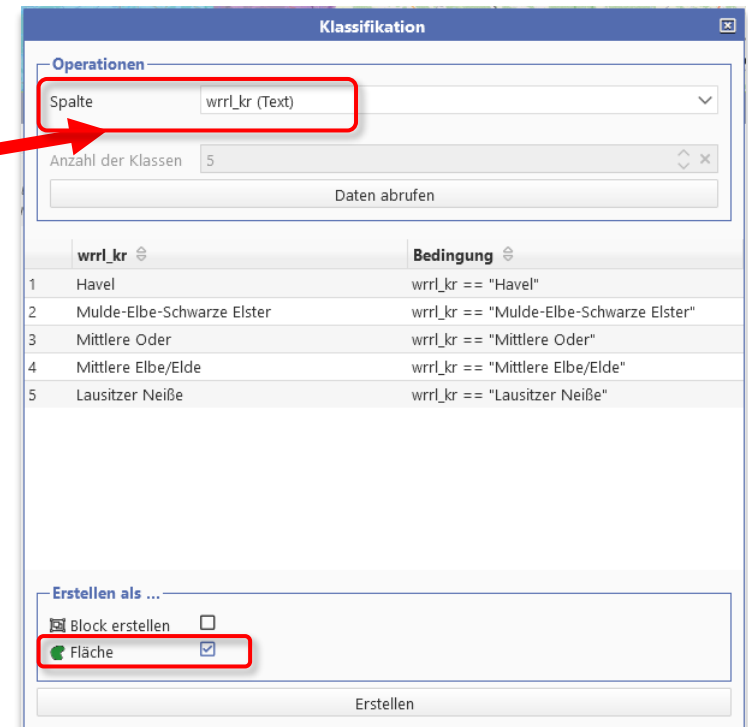 Klassifikation
Operationen
Spalte wrrl_kr (Text)
Anzahl der Klassen 5
Daten abrufen
wrrl_kr Bedingung
1 Havel wrrl_kr == "Havel"
2 Mulde-Elbe-Schwarze Elster wrrl_kr == "Mulde-Elbe-Schwarze Elster"
3 Mittlere Oder wrrl_kr == "Mittlere Oder"
4 Mittlere Elbe/Elde wrrl_kr == "Mittlere Elbe/Elde"
5 Lausitzer Neiße wrrl_kr == "Lausitzer Neiße"
Erstellen als ...
Block erstellen
Fläche
Erstellen